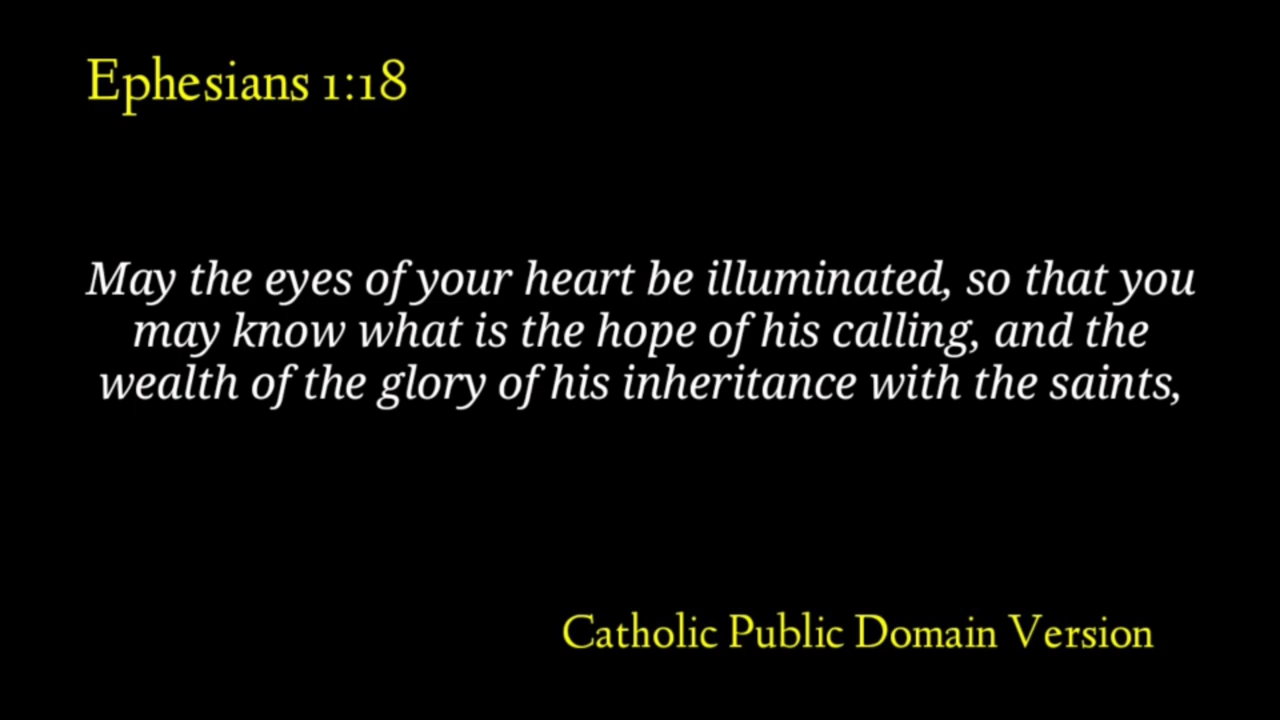 Ephesians 1:18
May the eyes of your heart be illuminated, so that you
may know what is the hope of his calling, and the
wealth of the glory of his inheritance with the saints,
Catholic Public Domain Version